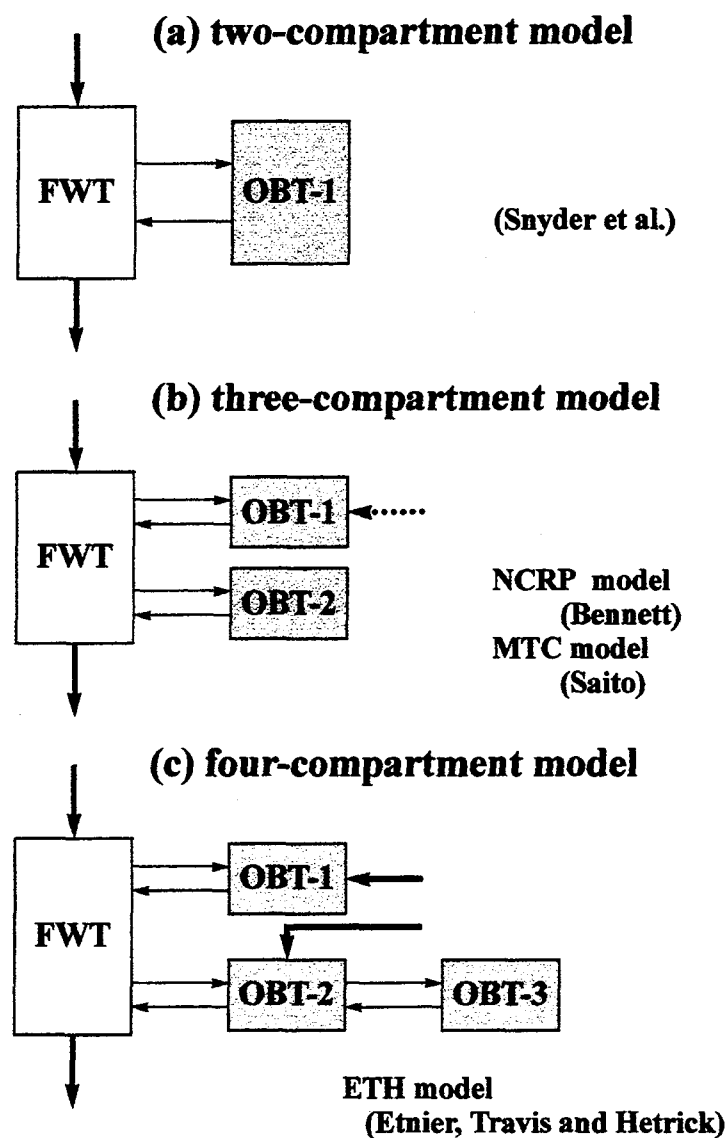 (a) two-compartment model
FWT
OBT-1
(Snyder et al.)
(b) three-compartment model
FWT
OBT-1
OBT-2
NCRP model
(Bennett)
MTC model
(Saito)
(c) four-compartment model
FWT
OBT-1
OBT-2
OBT-3
ETH model
(Etnier, Travis and Hetrick)